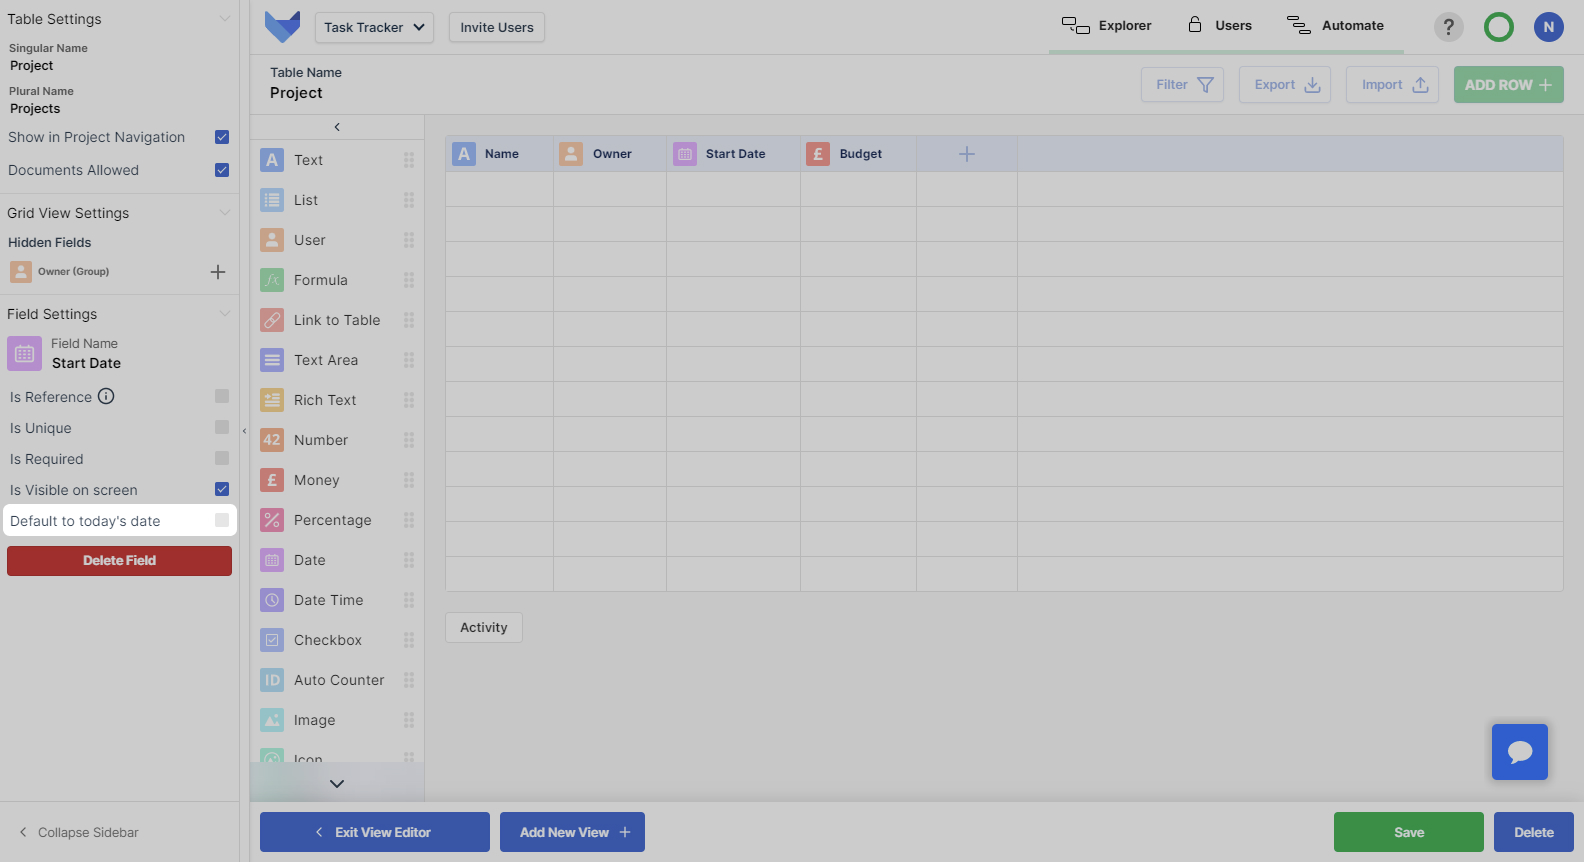 Table Settings
Singular Name
Project
Plural Name
Projects
Show in Project Navigation
Documents Allowed
Grid View Settings
Hidden Fields
Owner (Group)
Field Settings
Field Name
Start Date
Is Reference
Is Unique
Is Required
Is Visible on screen
Default to today's date
Delete Field
Collapse Sidebar
Task Tracker
Invite Users
Explorer
Users
Automate
?
N
Table Name
Project
Filter
Export
Import
ADD ROW
A Text
List
User
fx Formula
Link to Table
Text Area
Rich Text
42 Number
£ Money
% Percentage
Date
Date Time
Checkbox
ID Auto Counter
Image
Icon
A Name
Owner
Start Date
£ Budget
Activity
Exit View Editor
Add New View
Save
Delete